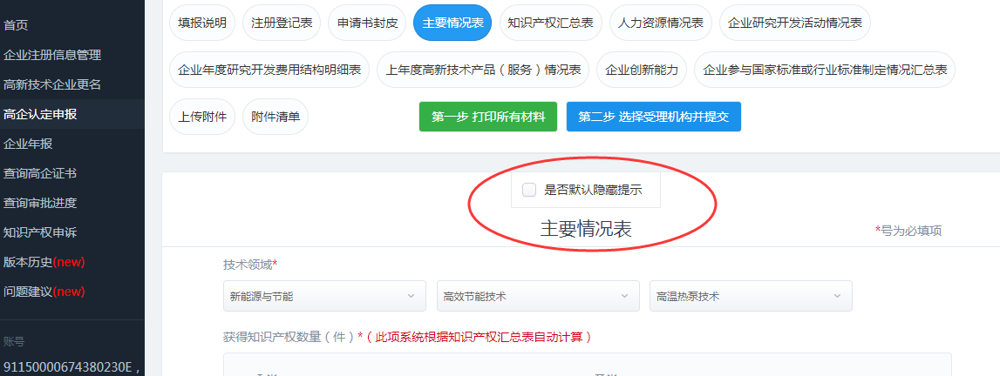 首页
企业注册信息管理
高新技术企业更名
高企认定申报
企业年报
查询高企证书
查询审批进度
知识产权申诉
版本历史(new)
问题建议(new)
账号
91150000674380230E，
填报说明 注册登记表 申请书封皮 主要情况表 知识产权汇总表 人力资源情况表 企业研究开发活动情况表
企业年度研究开发费用结构明细表 上年度高新技术产品（服务）情况表 企业创新能力 企业参与国家标准或行业标准制定情况汇总表
上传附件 附件清单 第一步 打印所有材料 第二步 选择受理机构并提交
是否默认隐藏提示
主要情况表
*号为必填项
技术领域*
新能源与节能 高效节能技术 高温热泵技术
获得知识产权数量（件）*（此项系统根据知识产权汇总表自动计算）